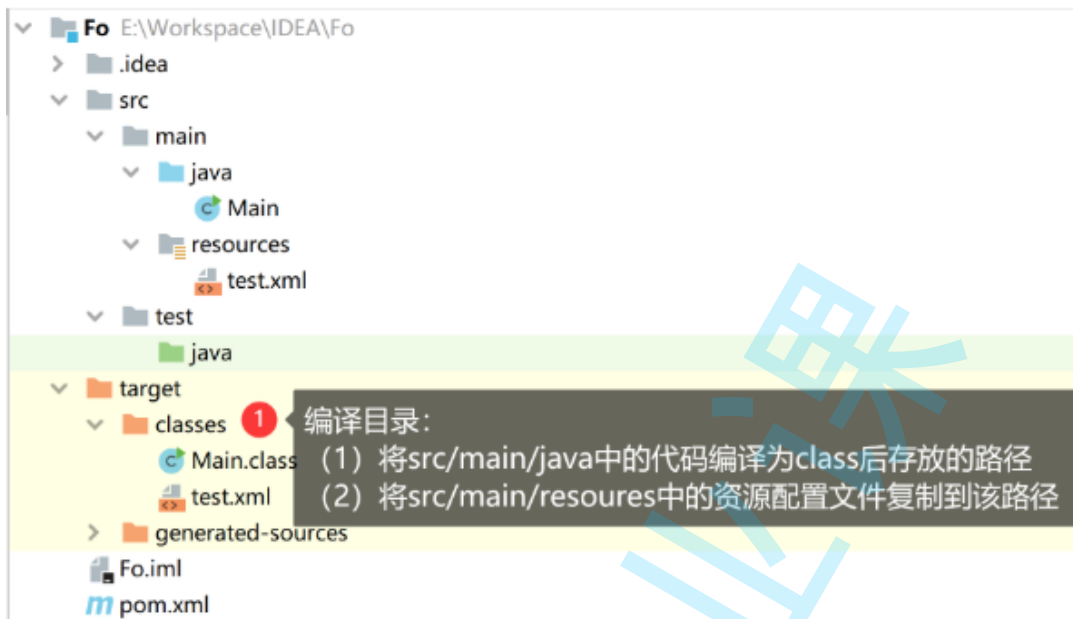 Fo E:\Workspace\IDEA\Fo
.idea
src
main
java
Main
resources
test.xml
test
java
target
classes 1 编译目录：
Main.class （1）将src/main/java中的代码编译为class后存放的路径
test.xml （2）将src/main/resoures中的资源配置文件复制到该路径
generated-sources
Fo.iml
pom.xml